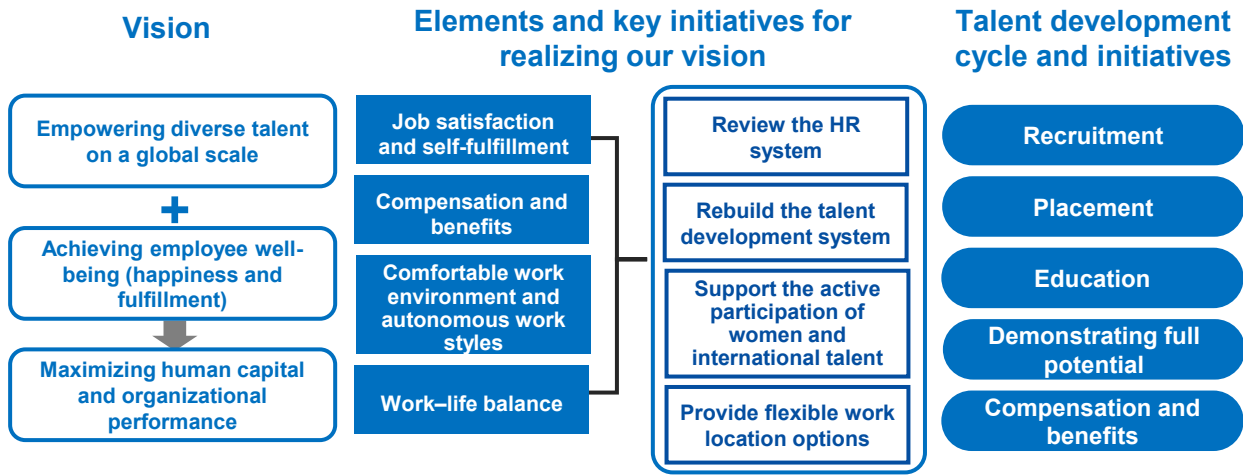 Vision
Empowering diverse talent
on a global scale
+
Achieving employee well-
being (happiness and
fulfillment)
Maximizing human capital
and organizational
performance
Elements and key initiatives for
realizing our vision
Job satisfaction
and self-fulfillment
Compensation and
benefits
Comfortable work
environment and
autonomous work
styles
Work–life balance
Review the HR
system
Rebuild the talent
development system
Support the active
participation of
women and
international talent
Provide flexible work
location options
Talent development
cycle and initiatives
Recruitment
Placement
Education
Demonstrating full
potential
Compensation and
benefits